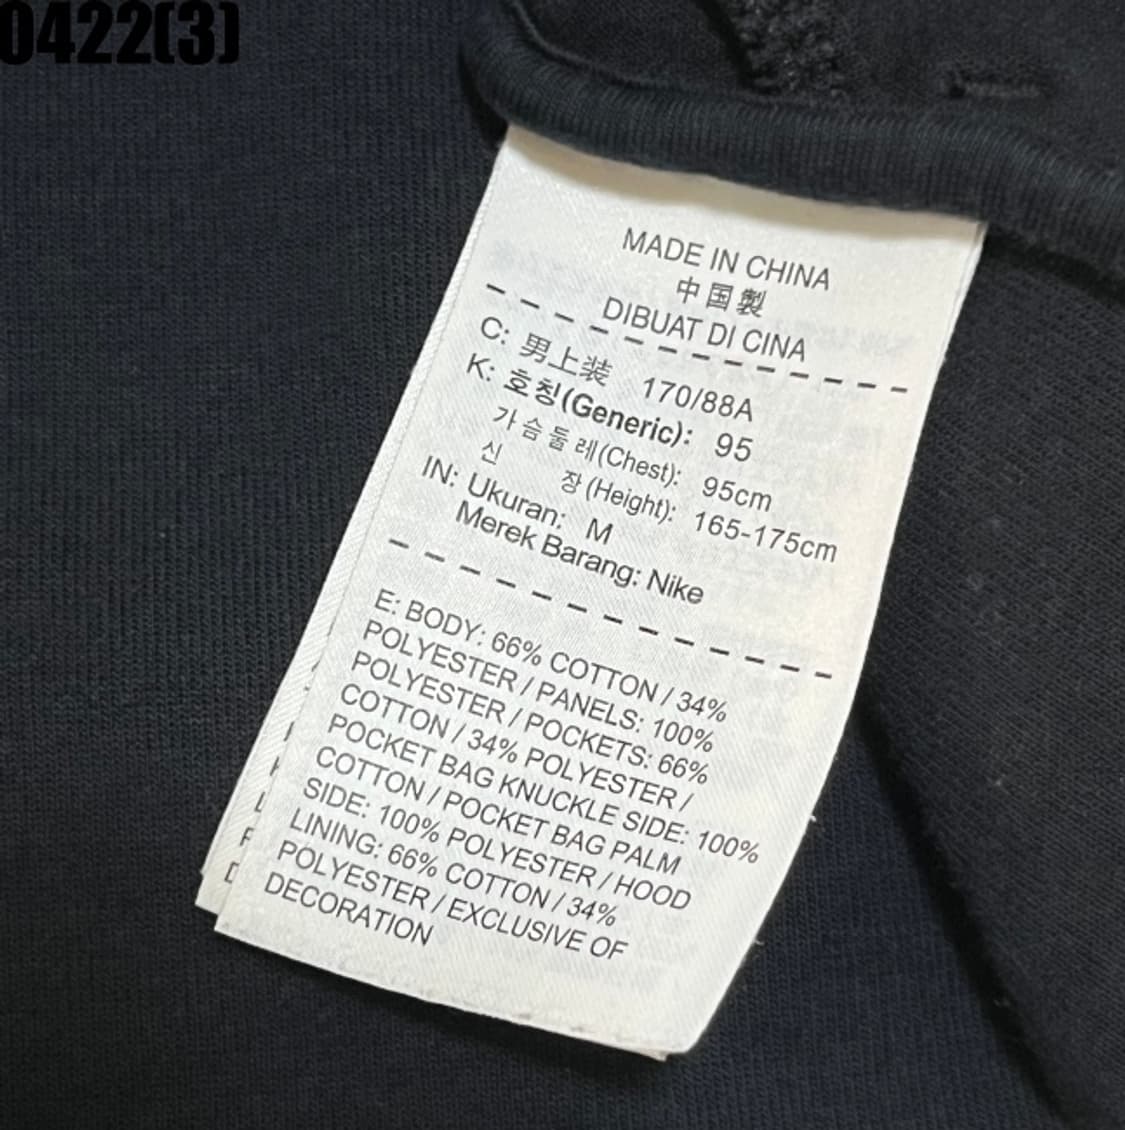 0422(3)
MADE IN CHINA
中国製
DIBUAT DI CINA
C: 男上装 170/88A
K: 호칭(Generic): 95
가슴둘레(Chest): 95cm
신 장(Height): 165-175cm
IN: Ukuran: M
Merek Barang: Nike
E: BODY: 66% COTTON / 34%
POLYESTER / PANELS: 100%
POLYESTER / POCKETS: 66%
COTTON / 34% POLYESTER /
POCKET BAG KNUCKLE SIDE: 100%
COTTON / POCKET BAG PALM
SIDE: 100% POLYESTER / HOOD
LINING: 66% COTTON / 34%
POLYESTER / EXCLUSIVE OF
DECORATION